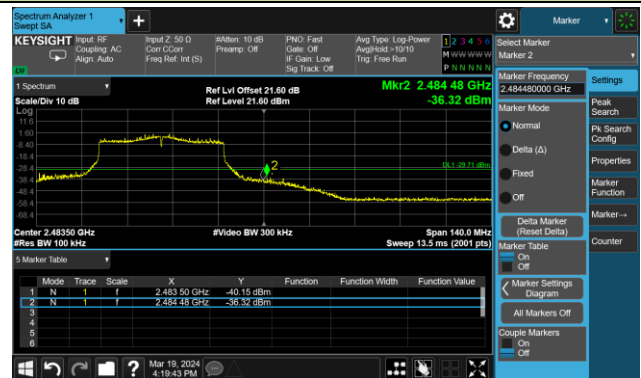 Spectrum Analyzer 1
Swept SA
Marker
KEYSIGHT
Input: RF
Coupling: AC
Align: Auto
Input Z: 50 Ω
Corr CCorr
Freq Ref: Int (S)
#Atten: 10 dB
Preamp: Off
PNO: Fast
Gate: Off
IF Gain: Low
Sig Track: Off
Avg Type: Log-Power
Avg|Hold:>10/10
Trig: Free Run
1 2 3 4 5 6
M W W W W W
P N N N N N
Select Marker
Marker 2
1 Spectrum
Scale/Div 10 dB
Ref Lvl Offset 21.60 dB
Ref Level 21.60 dBm
Mkr2 2.484 48 GHz
-36.32 dBm
Log
11.6
1.60
-8.40
-18.4
-28.4
-38.4
-48.4
-58.4
-68.4
DL1 -29.71 dBm
2
Center 2.48350 GHz
#Res BW 100 kHz
#Video BW 300 kHz
Span 140.0 MHz
Sweep 13.5 ms (2001 pts)
5 Marker Table
Mode Trace Scale X Y Function Function Width Function Value
1 N 1 f 2.483 50 GHz -40.15 dBm
2 N 1 f 2.484 48 GHz -36.32 dBm
3
4
5
6
Marker Frequency
2.484480000 GHz
Marker Mode
Normal
Delta (Δ)
Fixed
Off
Delta Marker
(Reset Delta)
Marker Table
On
Off
Marker Settings
Diagram
All Markers Off
Couple Markers
On
Off
Settings
Peak
Search
Pk Search
Config
Properties
Marker
Function
Marker→
Counter
?
Mar 19, 2024
4:19:43 PM